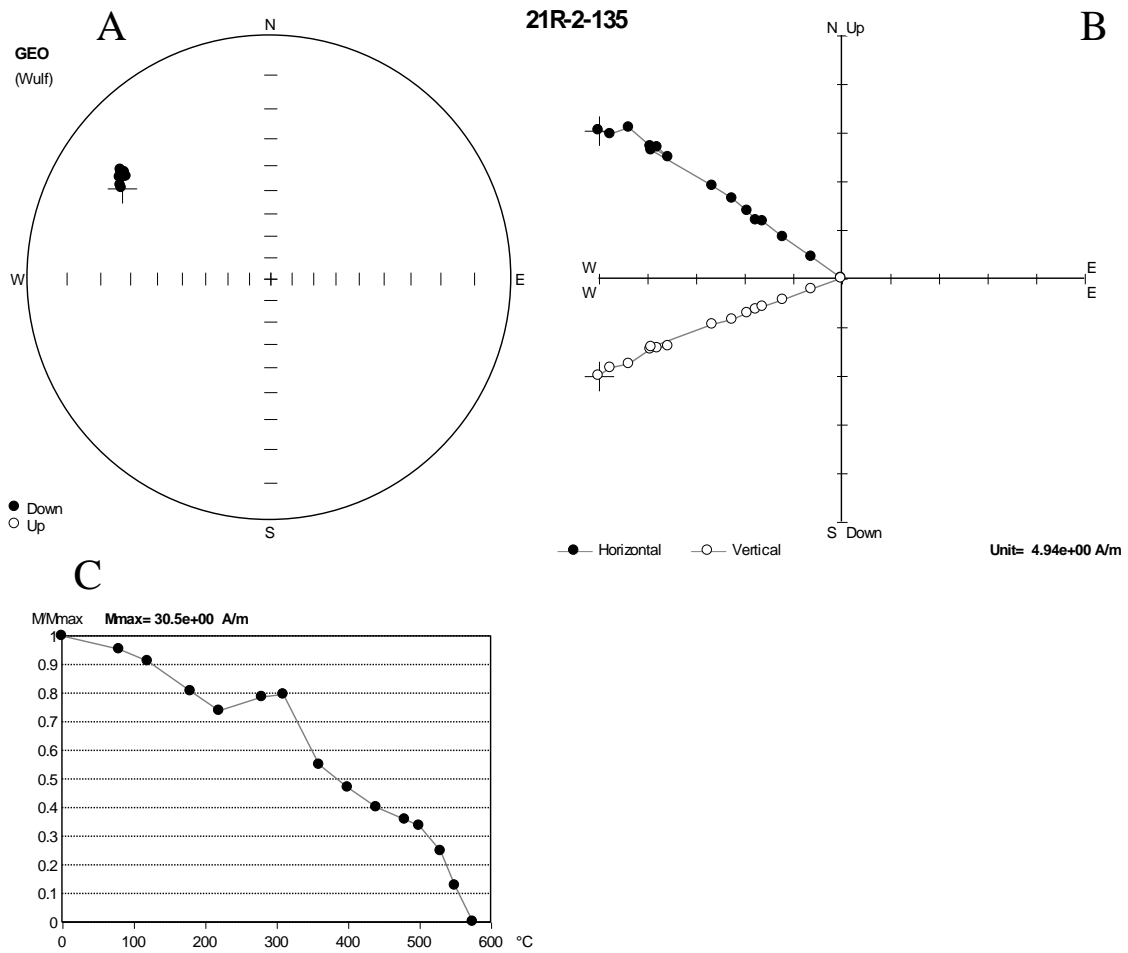 21R-2-135
A
GEO
(Wulf)
N
W
E
S
Down
Up
B
N Up
W
E
W
E
S Down
Horizontal
Vertical
Unit= 4.94e+00 A/m
C
M/Mmax
Mmax= 30.5e+00 A/m
1
0.9
0.8
0.7
0.6
0.5
0.4
0.3
0.2
0.1
0
0 100 200 300 400 500 600 °C